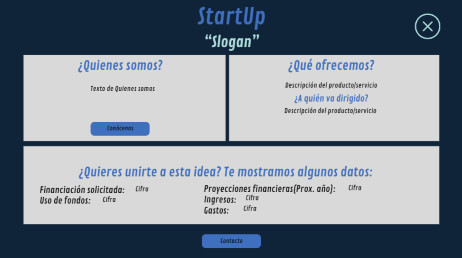 StartUp
“Slogan”
¿Quienes somos?
Texto de Quienes somos
Conócenos
¿Qué ofrecemos?
Descripción del producto/servicio
¿A quién va dirigido?
Descripción del producto/servicio
¿Quieres unirte a esta idea? Te mostramos algunos datos:
Financiación solicitada: Cifra
Uso de fondos: Cifra
Proyecciones financieras(Prox. año): Cifra
Ingresos: Cifra
Gastos: Cifra
Contacto